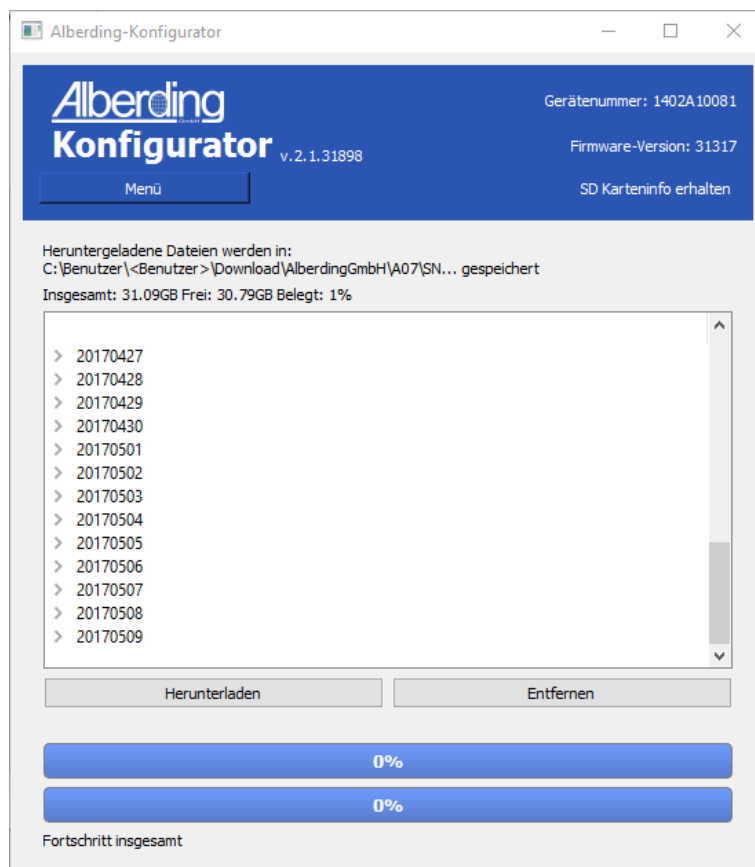 Alberding-Konfigurator
Alberding
GmbH
Konfigurator v.2.1.31898
Menü
Gerätenummer: 1402A10081
Firmware-Version: 31317
SD Karteninfo erhalten
Heruntergeladene Dateien werden in:
C:\Benutzer\<Benutzer>\Download\AlberdingGmbH\A07\SN... gespeichert
Insgesamt: 31.09GB Frei: 30.79GB Belegt: 1%
20170427
20170428
20170429
20170430
20170501
20170502
20170503
20170504
20170505
20170506
20170507
20170508
20170509
Herunterladen
Entfernen
0%
0%
Fortschritt insgesamt